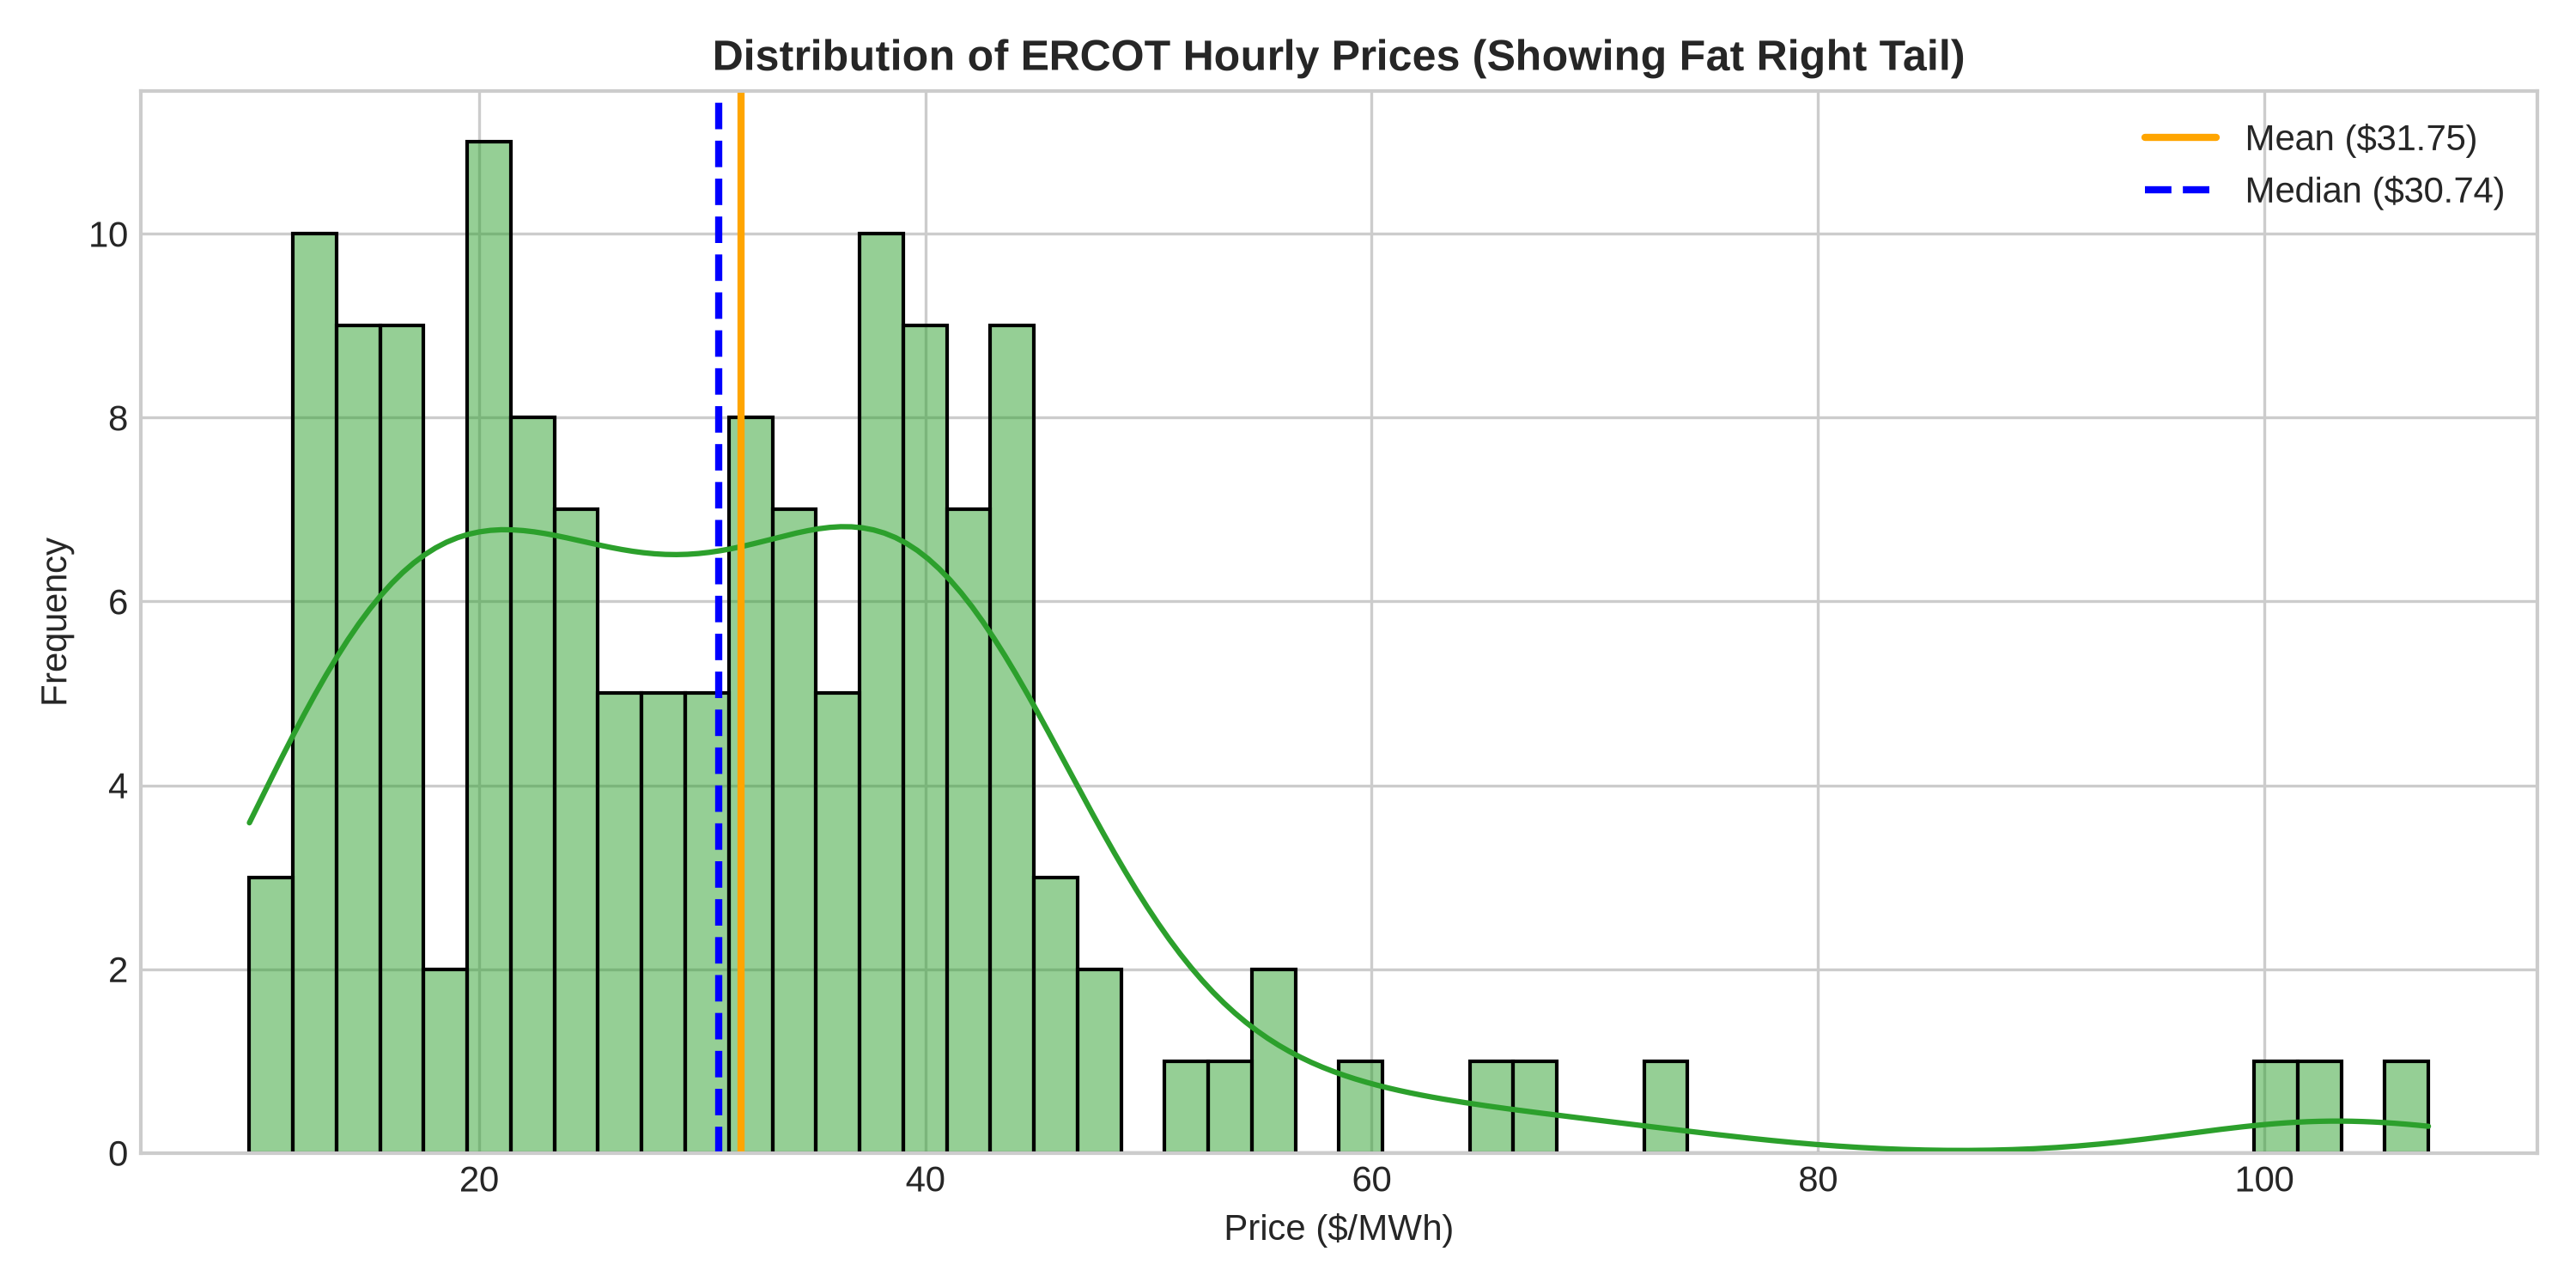 Distribution of ERCOT Hourly Prices (Showing Fat Right Tail)
Mean ($31.75)
Median ($30.74)
Frequency
10
8
6
4
2
0
20 40 60 80 100
Price ($/MWh)